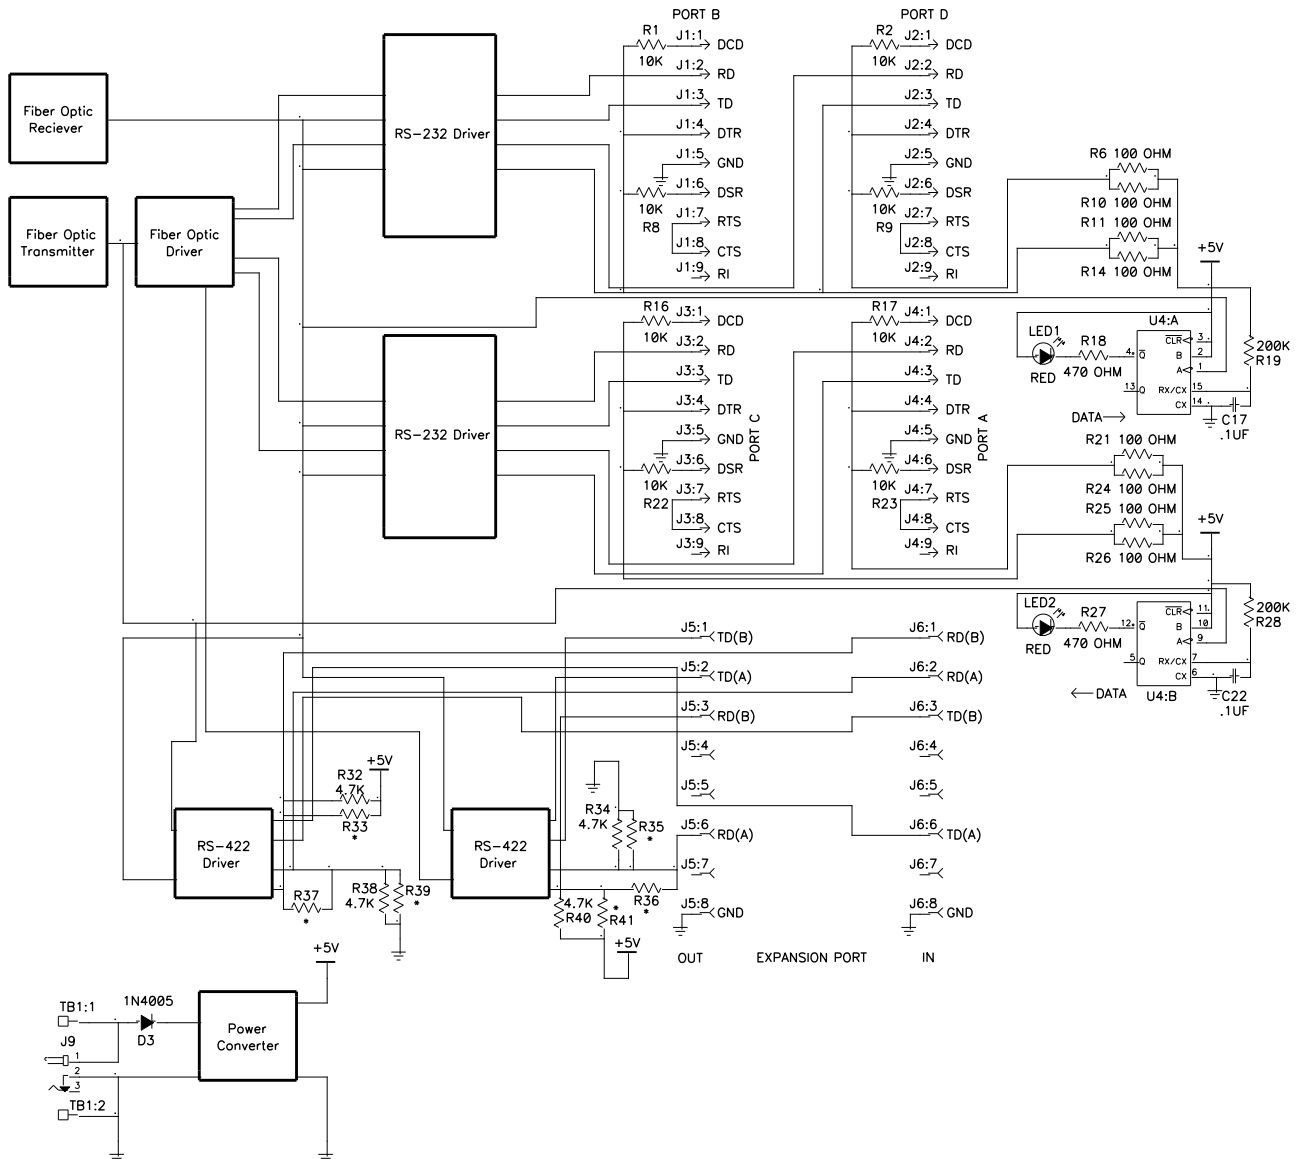 PORT B
PORT D
R1
10K
J1:1 DCD
J1:2 RD
J1:3 TD
J1:4 DTR
J1:5 GND
J1:6 DSR
10K
R8
J1:7 RTS
J1:8 CTS
J1:9 RI
R2
10K
J2:1 DCD
J2:2 RD
J2:3 TD
J2:4 DTR
J2:5 GND
J2:6 DSR
10K
R9
J2:7 RTS
J2:8 CTS
J2:9 RI
Fiber Optic
Reciever
Fiber Optic
Transmitter
Fiber Optic
Driver
RS-232 Driver
RS-232 Driver
R6 100 OHM
R10 100 OHM
R11 100 OHM
R14 100 OHM
+5V
U4:A
LED1
RED
R18
470 OHM
4 Q
13 Q
CLR 3
B 2
A 1
RX/CX 15
CX 14
200K
R19
C17
.1UF
DATA
R16
10K
J3:1 DCD
J3:2 RD
J3:3 TD
J3:4 DTR
J3:5 GND
J3:6 DSR
10K
R22
J3:7 RTS
J3:8 CTS
J3:9 RI
PORT C
R17
10K
J4:1 DCD
J4:2 RD
J4:3 TD
J4:4 DTR
J4:5 GND
J4:6 DSR
10K
R23
J4:7 RTS
J4:8 CTS
J4:9 RI
PORT A
R21 100 OHM
R24 100 OHM
R25 100 OHM
R26 100 OHM
+5V
LED2
RED
R27
470 OHM
12 Q
5 Q
CLR 11
B 10
A 9
RX/CX 7
CX 6
200K
R28
C22
.1UF
DATA
U4:B
J5:1 TD(B)
J5:2 TD(A)
J5:3 RD(B)
J5:4
J5:5
J5:6 RD(A)
J5:7
J5:8 GND
J6:1 RD(B)
J6:2 RD(A)
J6:3 TD(B)
J6:4
J6:5
J6:6 TD(A)
J6:7
J6:8 GND
OUT EXPANSION PORT IN
RS-422
Driver
R32
4.7K
+5V
R33
*
R37
*
R38
4.7K
R39
*
RS-422
Driver
R34
4.7K
R35
*
R36
*
4.7K
R40
*
R41
+5V
+5V
TB1:1
1N4005
D3
J9
1
2
3
TB1:2
Power
Converter